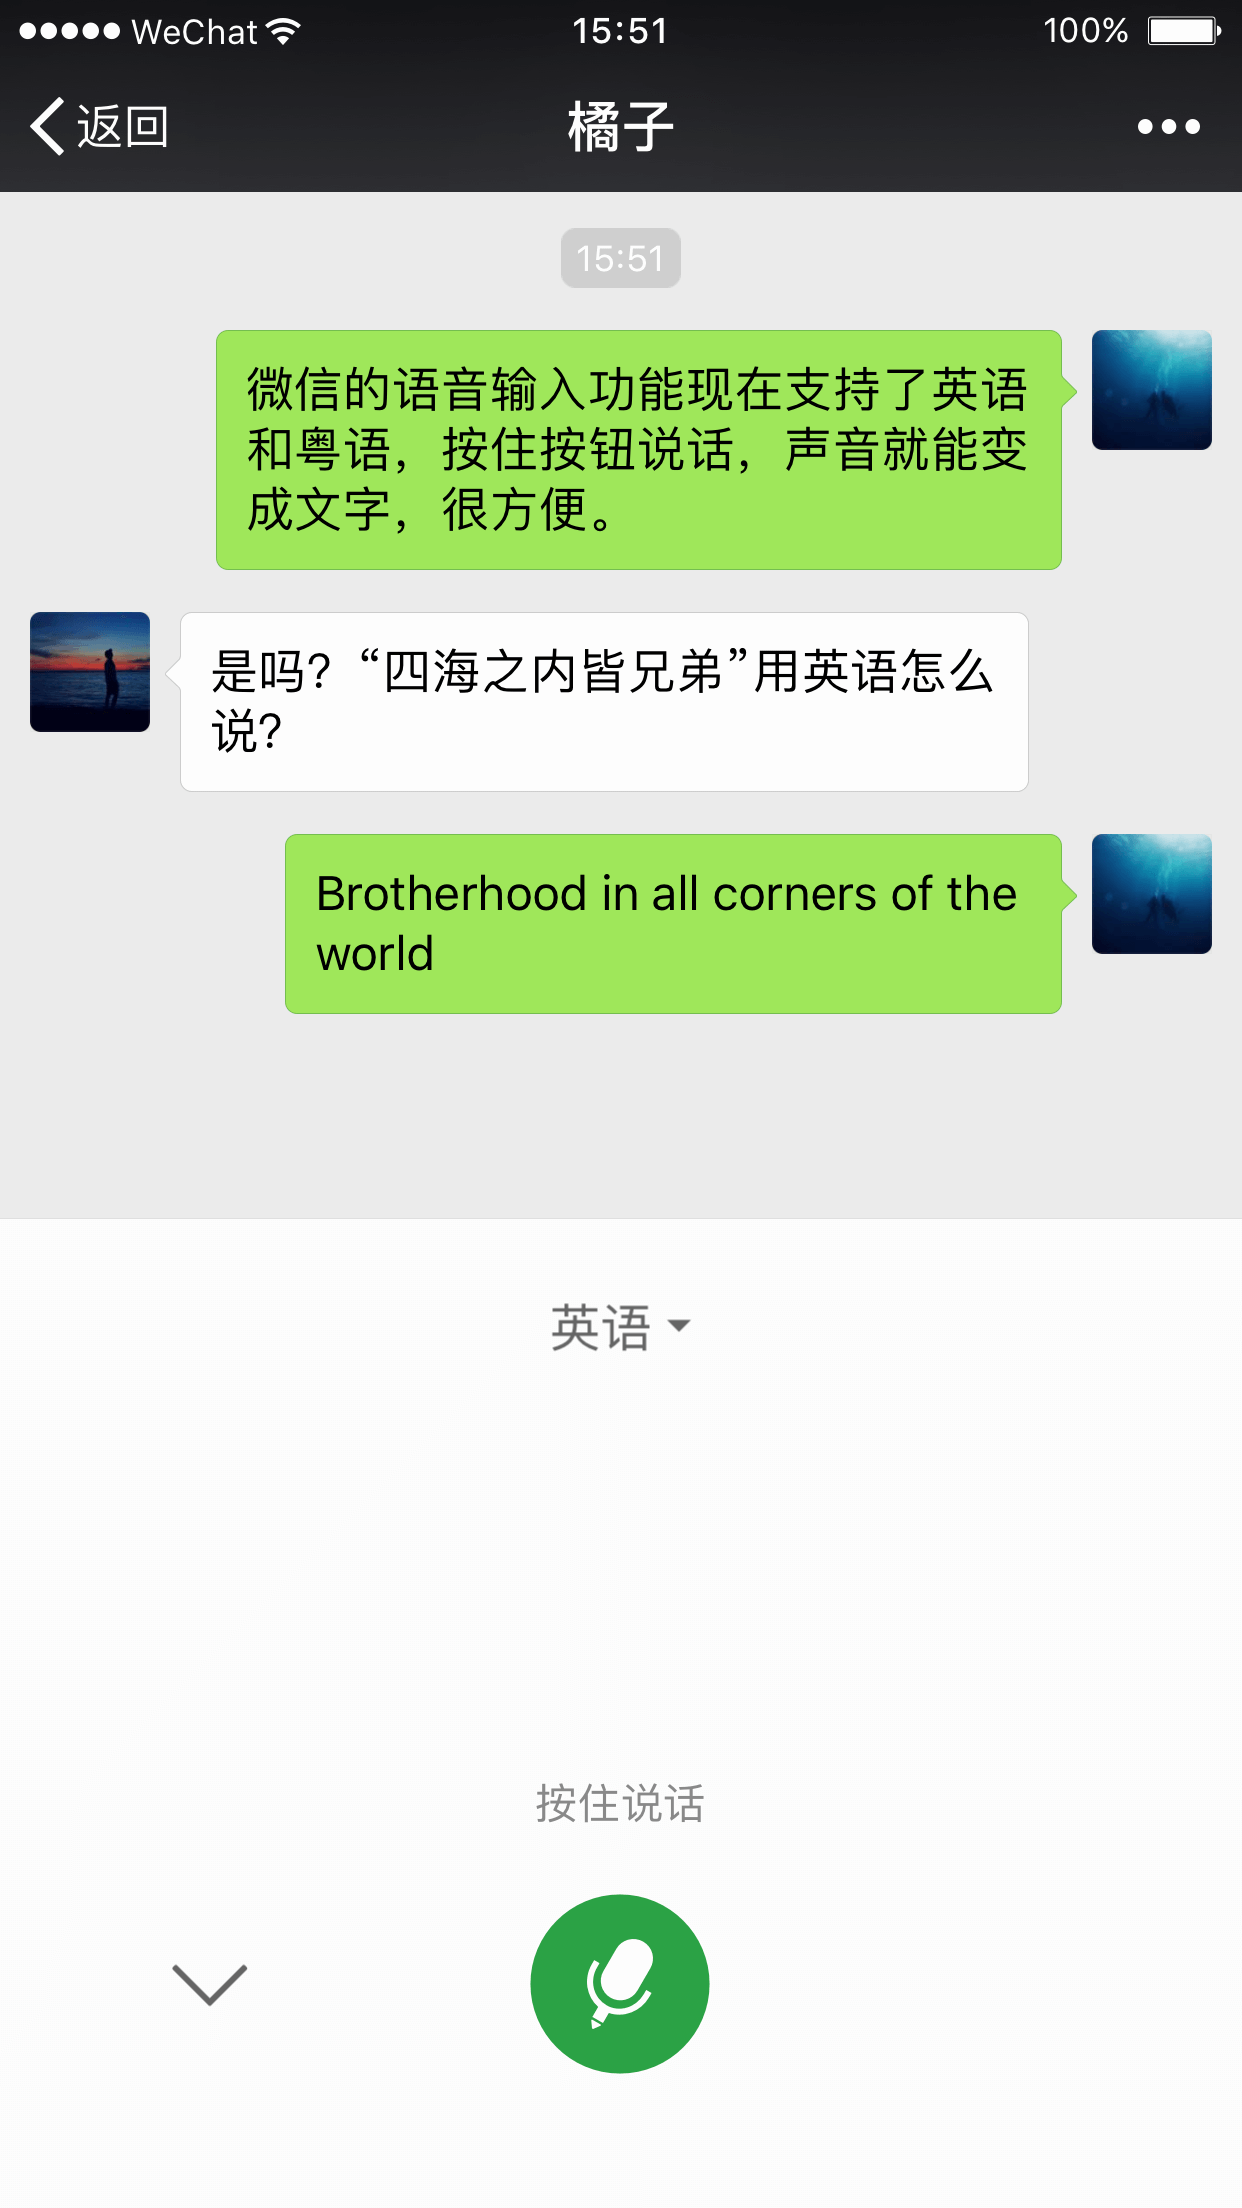 WeChat 15:51 100%
返回 橘子
15:51
微信的语音输入功能现在支持了英语
和粤语，按住按钮说话，声音就能变
成文字，很方便。
是吗？“四海之内皆兄弟”用英语怎么
说？
Brotherhood in all corners of the
world
英语
按住说话